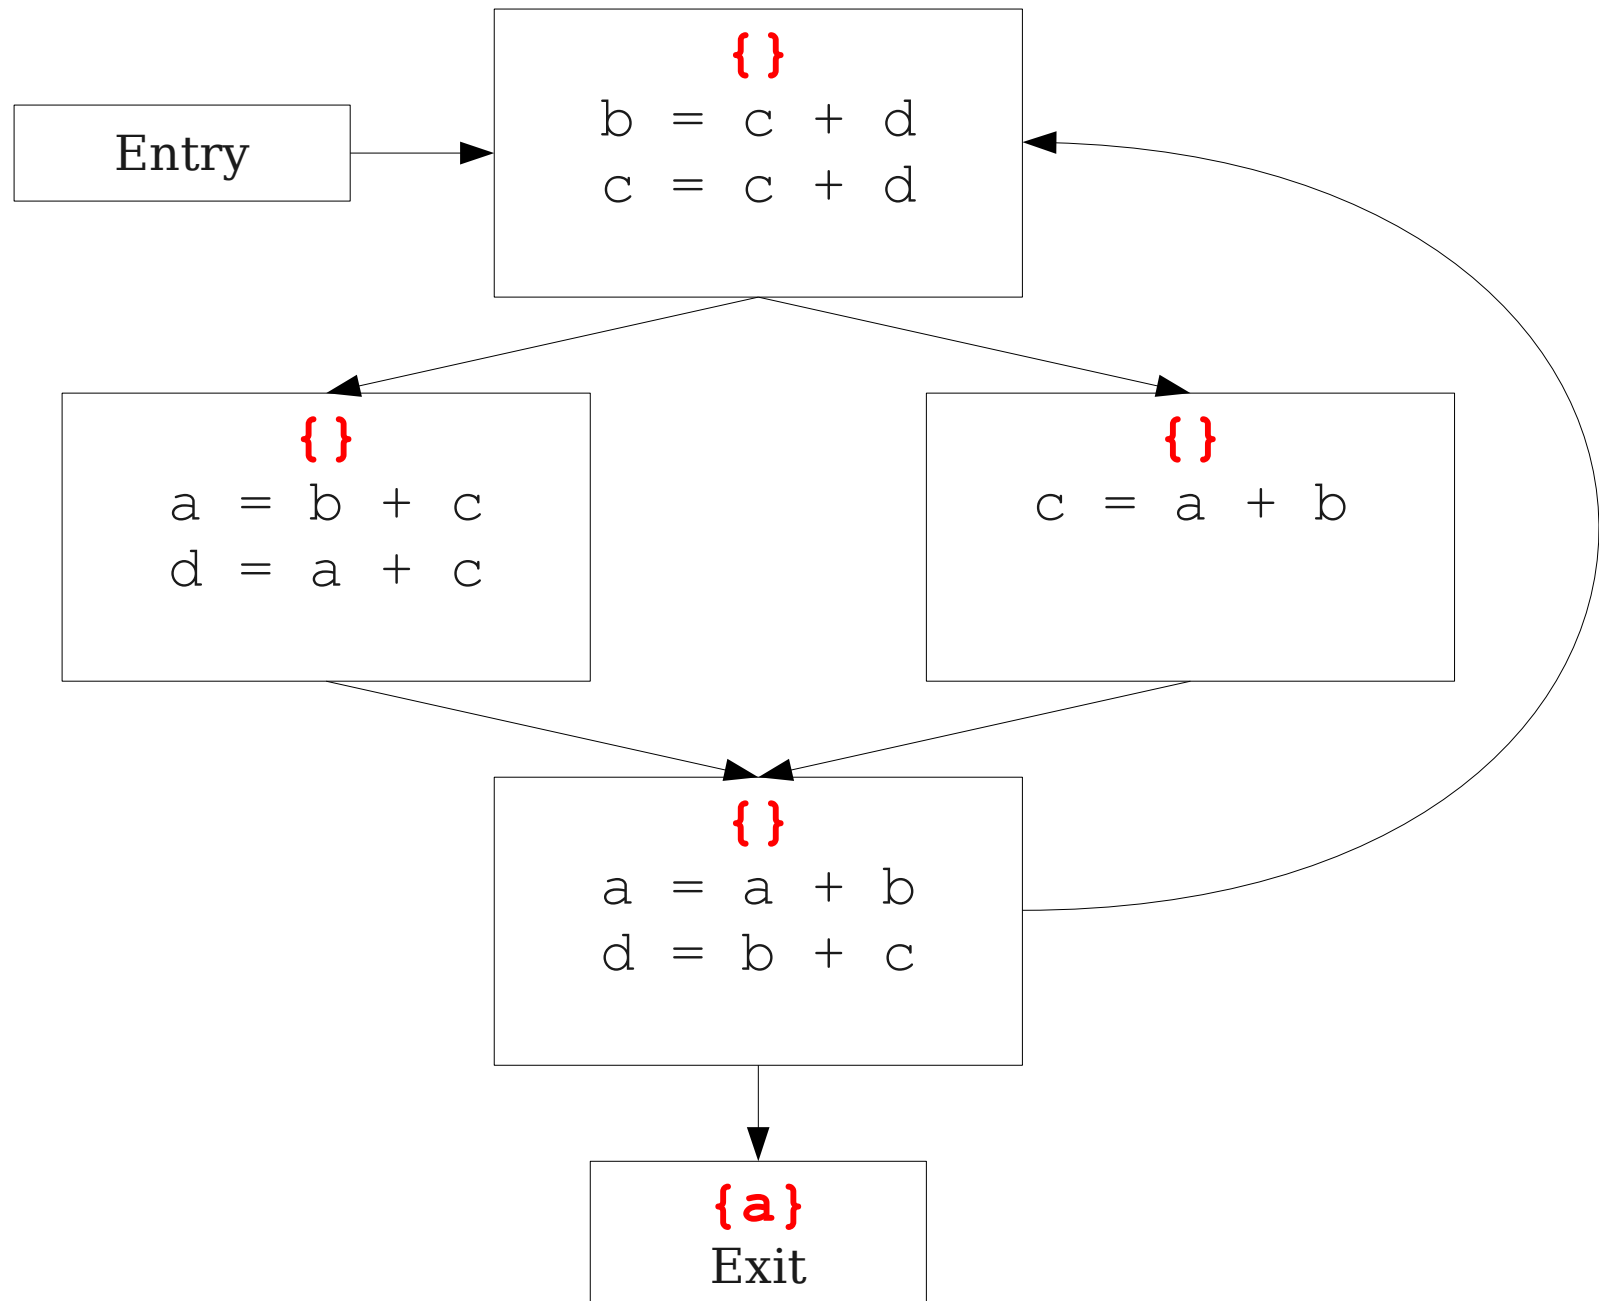 {}
b = c + d
c = c + d
Entry
{}
a = b + c
d = a + c
{}
c = a + b
{}
a = a + b
d = b + c
{a}
Exit